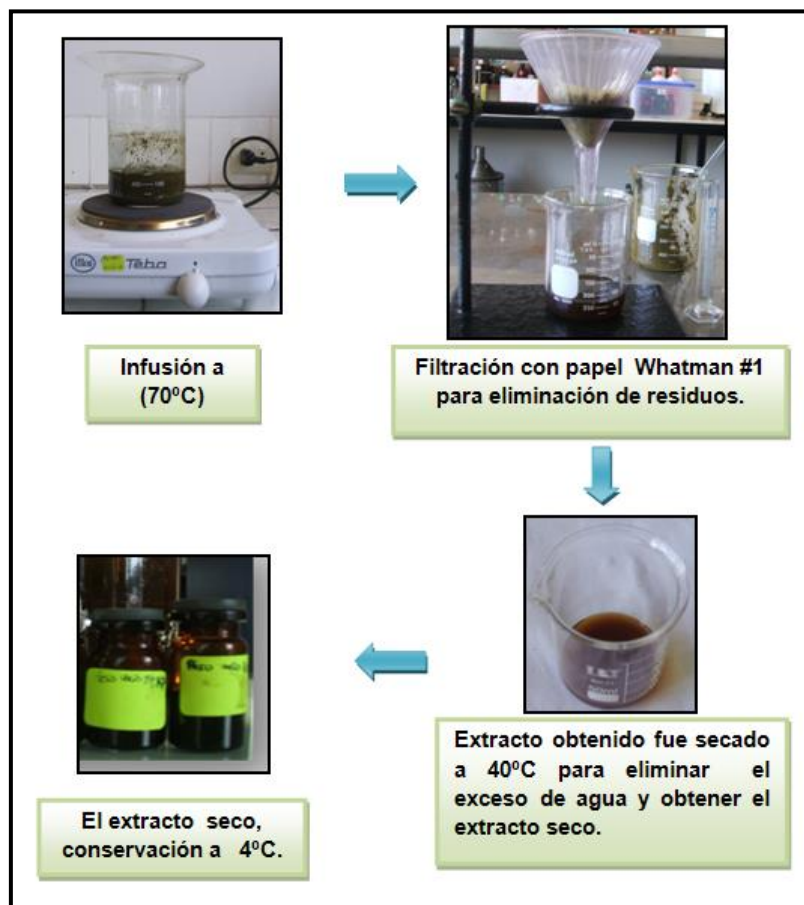 Tebo
Infusión a
(70ºC)
Filtración con papel Whatman #1
para eliminación de residuos.
Extracto obtenido fue secado
a 40ºC para eliminar el
exceso de agua y obtener el
extracto seco.
El extracto seco,
conservación a 4ºC.